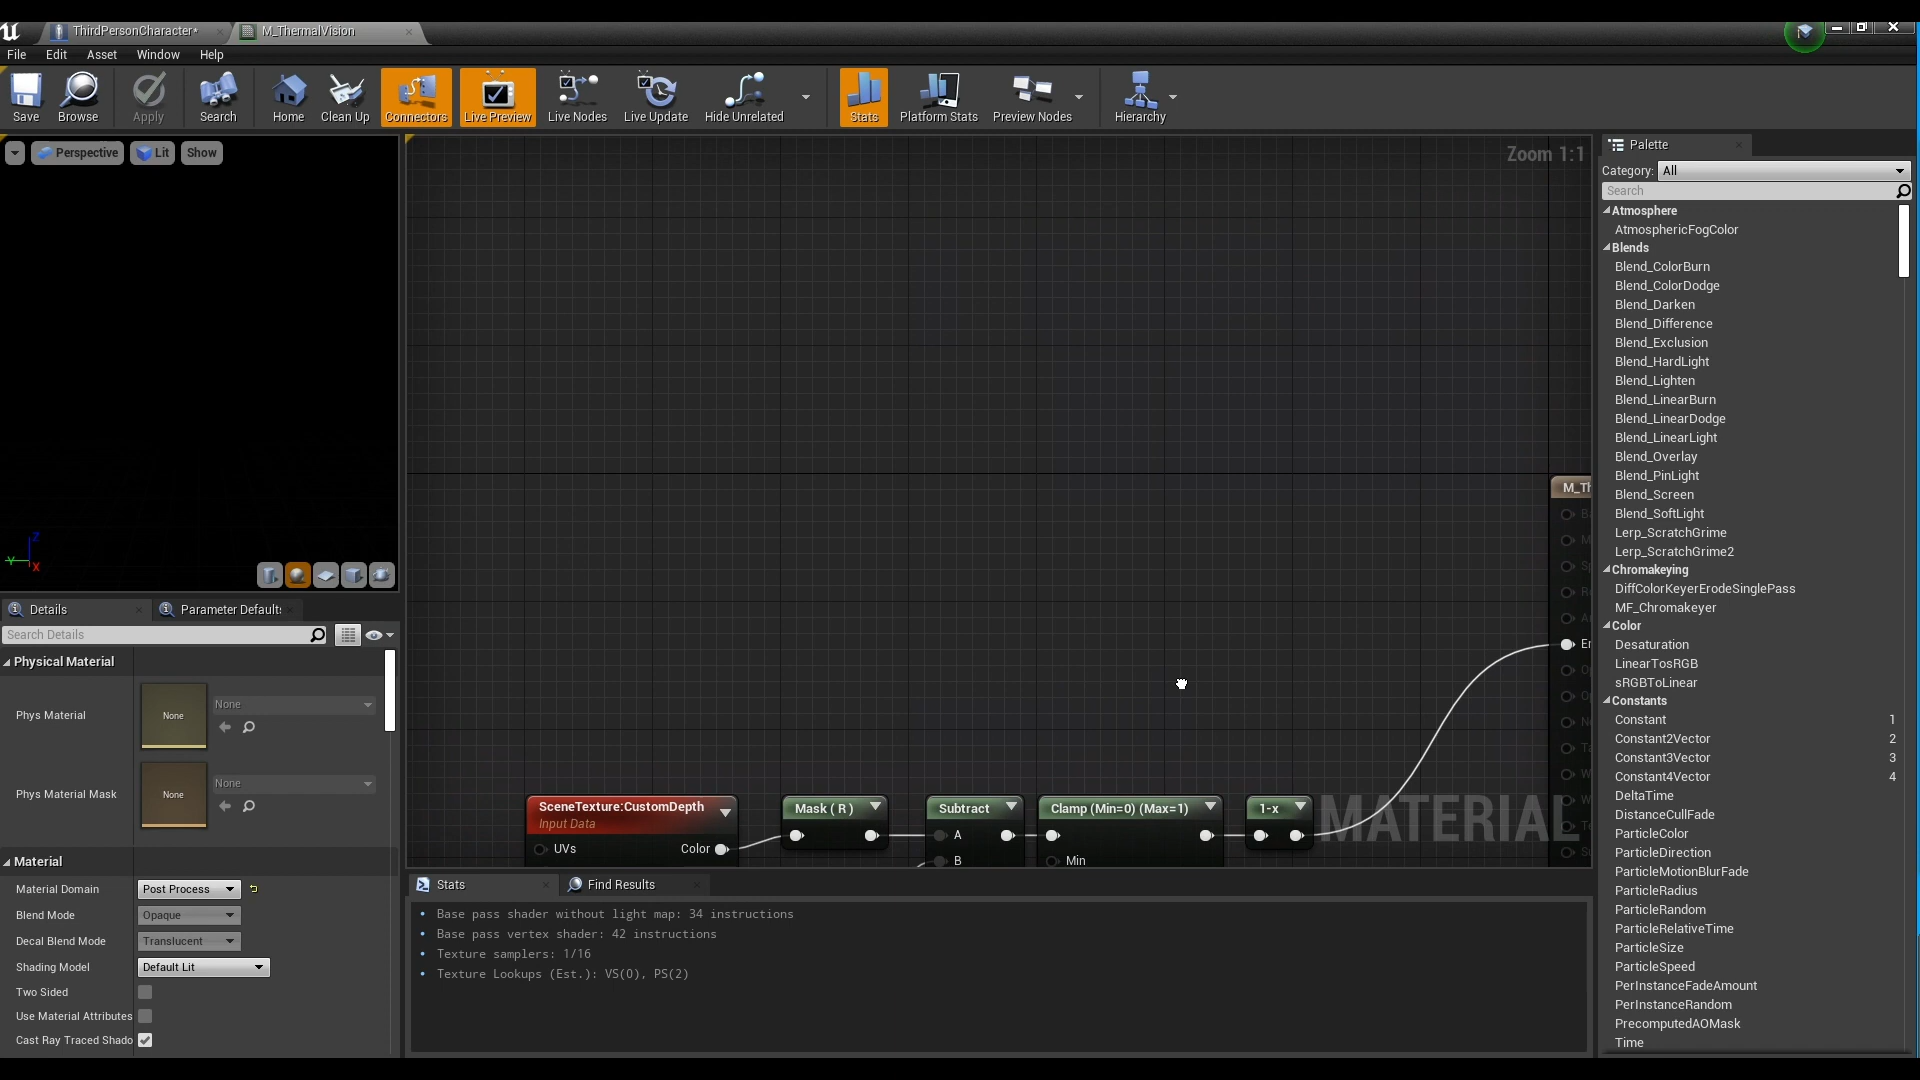 ThirdPersonCharacter*
M_ThermalVision
File Edit Asset Window Help
Save Browse Apply Search Home Clean Up Connectors Live Preview Live Nodes Live Update Hide Unrelated Stats Platform Stats Preview Nodes Hierarchy
Perspective Lit Show
Zoom 1:1
Z
Y
X
Details
Parameter Defaults
Search Details
Physical Material
Phys Material
None
None
Phys Material Mask
None
None
Material
Material Domain Post Process
Blend Mode Opaque
Decal Blend Mode Translucent
Shading Model Default Lit
Two Sided
Use Material Attributes
Cast Ray Traced Shado
M_Th
En
SceneTexture:CustomDepth
Input Data
UVs Color
Mask ( R )
Subtract
A
B
Clamp (Min=0) (Max=1)
Min
1-x
MATERIAL
Stats
Find Results
• Base pass shader without light map: 34 instructions
• Base pass vertex shader: 42 instructions
• Texture samplers: 1/16
• Texture Lookups (Est.): VS(0), PS(2)
Palette
Category: All
Search
Atmosphere
AtmosphericFogColor
Blends
Blend_ColorBurn
Blend_ColorDodge
Blend_Darken
Blend_Difference
Blend_Exclusion
Blend_HardLight
Blend_Lighten
Blend_LinearBurn
Blend_LinearDodge
Blend_LinearLight
Blend_Overlay
Blend_PinLight
Blend_Screen
Blend_SoftLight
Lerp_ScratchGrime
Lerp_ScratchGrime2
Chromakeying
DiffColorKeyerErodeSinglePass
MF_Chromakeyer
Color
Desaturation
LinearTosRGB
sRGBToLinear
Constants
Constant 1
Constant2Vector 2
Constant3Vector 3
Constant4Vector 4
DeltaTime
DistanceCullFade
ParticleColor
ParticleDirection
ParticleMotionBlurFade
ParticleRadius
ParticleRandom
ParticleRelativeTime
ParticleSize
ParticleSpeed
PerInstanceFadeAmount
PerInstanceRandom
PrecomputedAOMask
Time